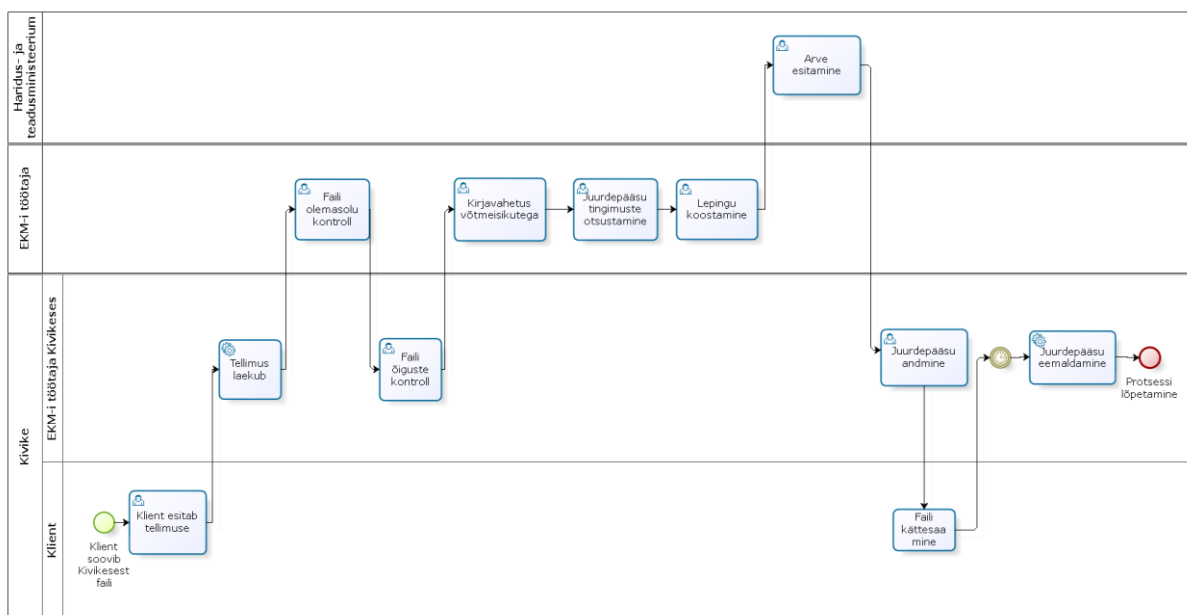 Haridus- ja
teadusministeerium
Arve
esitamine
EKM-i töötaja
Faili
olemasolu
kontroll
Kirjavahetus
võtmeisikutega
Juurdepääsu
tingimuste
otsustamine
Lepingu
koostamine
Kivike
EKM-i töötaja Kivikeses
Tellimus
laekub
Faili
õiguste
kontroll
Juurdepääsu
andmine
Juurdepääsu
eemaldamine
Protsessi
lõpetamine
Klient
Klient
soovib
Kivikesest
faili
Klient esitab
tellimuse
Faili
kättesaa
mine